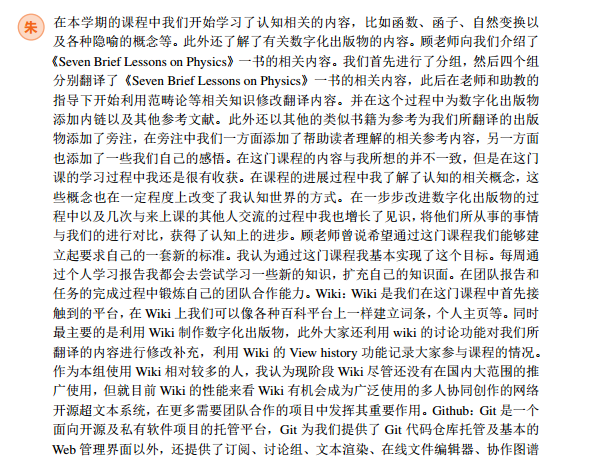 朱
在本学期的课程中我们开始学习了认知相关的内容，比如函数、函子、自然变换以
及各种隐喻的概念等。此外还了解了有关数字化出版物的内容。顾老师向我们介绍了
《Seven Brief Lessons on Physics》一书的相关内容。我们首先进行了分组，然后四个组
分别翻译了《Seven Brief Lessons on Physics》一书的相关内容，此后在老师和助教的
指导下开始利用范畴论等相关知识修改翻译内容。并在这个过程中为数字化出版物
添加内链以及其他参考文献。此外还以其他的类似书籍为参考为我们所翻译的出版
物添加了旁注，在旁注中我们一方面添加了帮助读者理解的相关参考内容，另一方面
也添加了一些我们自己的感悟。在这门课程的内容与我所想的并不一致，但是在这门
课的学习过程中我还是很有收获。在课程的进展过程中我了解了认知的相关概念，这
些概念也在一定程度上改变了我认知世界的方式。在一步步改进数字化出版物的过
程中以及几次与来上课的其他人交流的过程中我也增长了见识，将他们所从事的事情
与我们的进行对比，获得了认知上的进步。顾老师曾说希望通过这门课程我们能够建
立起要求自己的一套新的标准。我认为通过这门课程我基本实现了这个目标。每周通
过个人学习报告我都会去尝试学习一些新的知识，扩充自己的知识面。在团队报告和
任务的完成过程中锻炼自己的团队合作能力。Wiki：Wiki 是我们在这门课程中首先接
触到的平台，在 Wiki 上我们可以像各种百科平台上一样建立词条，个人主页等。同时
最主要的是利用 Wiki 制作数字化出版物，此外大家还利用 wiki 的讨论功能对我们所
翻译的内容进行修改补充，利用 Wiki 的 View history 功能记录大家参与课程的情况。
作为本组使用 Wiki 相对较多的人，我认为现阶段 Wiki 尽管还没有在国内大范围的推
广使用，但就目前 Wiki 的性能来看 Wiki 有机会成为广泛使用的多人协同创作的网络
开源超文本系统，在更多需要团队合作的项目中发挥其重要作用。Github：Git 是一个
面向开源及私有软件项目的托管平台，Git 为我们提供了 Git 代码仓库托管及基本的
Web 管理界面以外，还提供了订阅、讨论组、文本渲染、在线文件编辑器、协作图谱